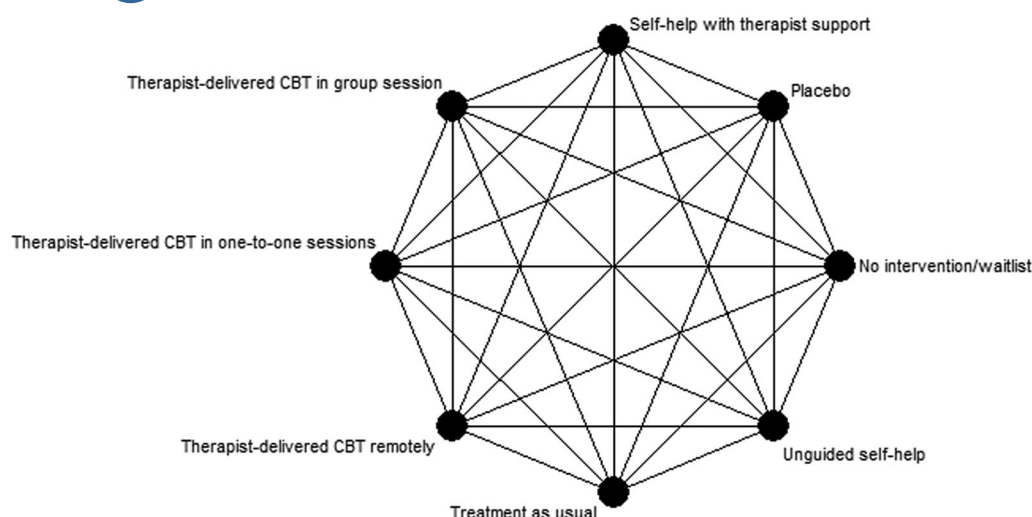 Self-help with therapist support
Therapist-delivered CBT in group session
Placebo
Therapist-delivered CBT in one-to-one sessions
No intervention/waitlist
Therapist-delivered CBT remotely
Unguided self-help
Treatment as usual